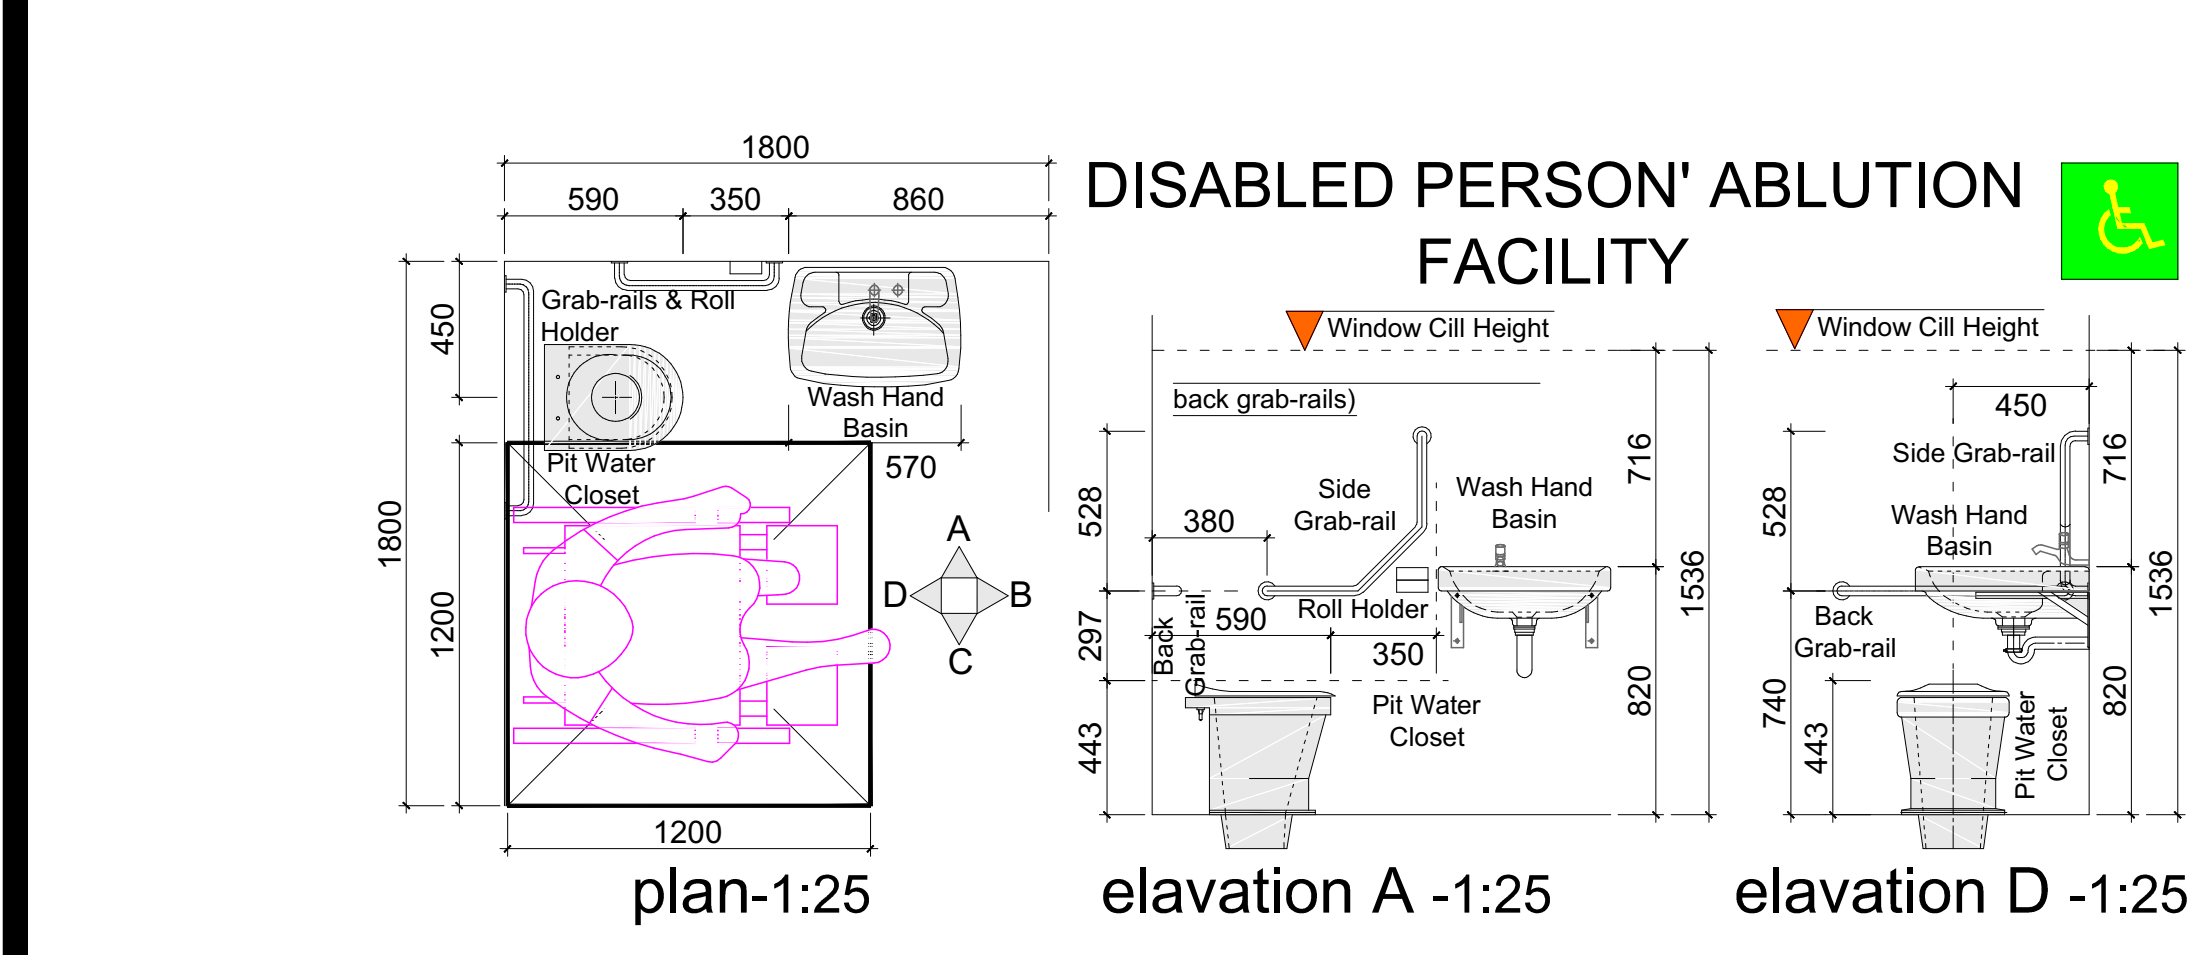 DISABLED PERSON' ABLUTION
FACILITY
1800
590
350
860
450
1800
1200
Grab-rails & Roll
Holder
Wash Hand
Basin
570
Pit Water
Closet
A
D
B
C
1200
plan-1:25
Window Cill Height
back grab-rails)
528
297
443
380
Side
Grab-rail
Wash Hand
Basin
Roll Holder
590
350
Back
Grab-rail
Pit Water
Closet
716
820
1536
elavation A -1:25
Window Cill Height
450
Side Grab-rail
Wash Hand
Basin
528
740
443
Back
Grab-rail
Pit Water
Closet
716
820
1536
elavation D -1:25